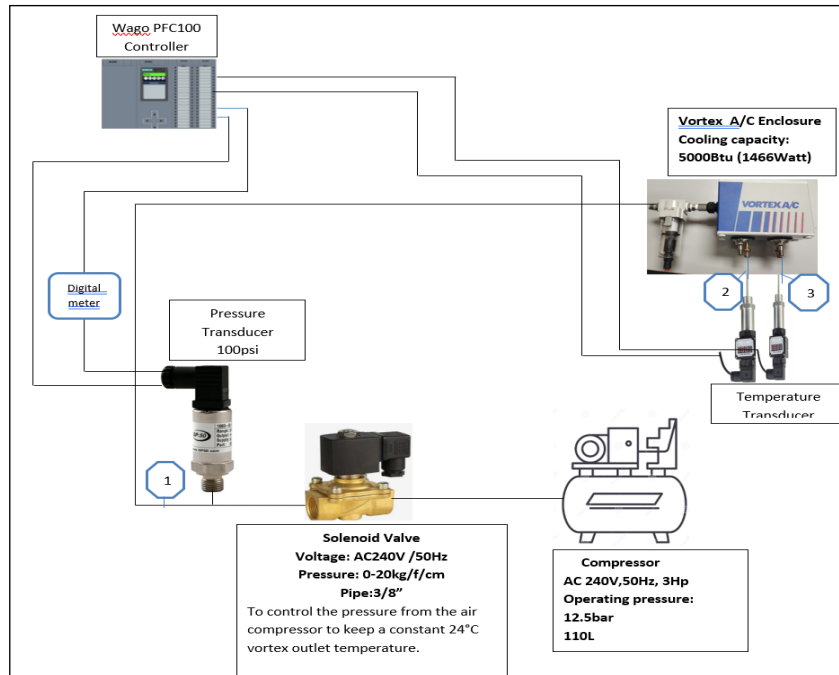 Wago PFC100
Controller
Vortex A/C Enclosure
Cooling capacity:
5000Btu (1466Watt)
VORTEX A/C
2
3
Digital
meter
Pressure
Transducer
100psi
Temperature
Transducer
1
Solenoid Valve
Voltage: AC240V /50Hz
Pressure: 0-20kg/f/cm
Pipe:3/8”
To control the pressure from the air
compressor to keep a constant 24°C
vortex outlet temperature.
Compressor
AC 240V,50Hz, 3Hp
Operating pressure:
12.5bar
110L